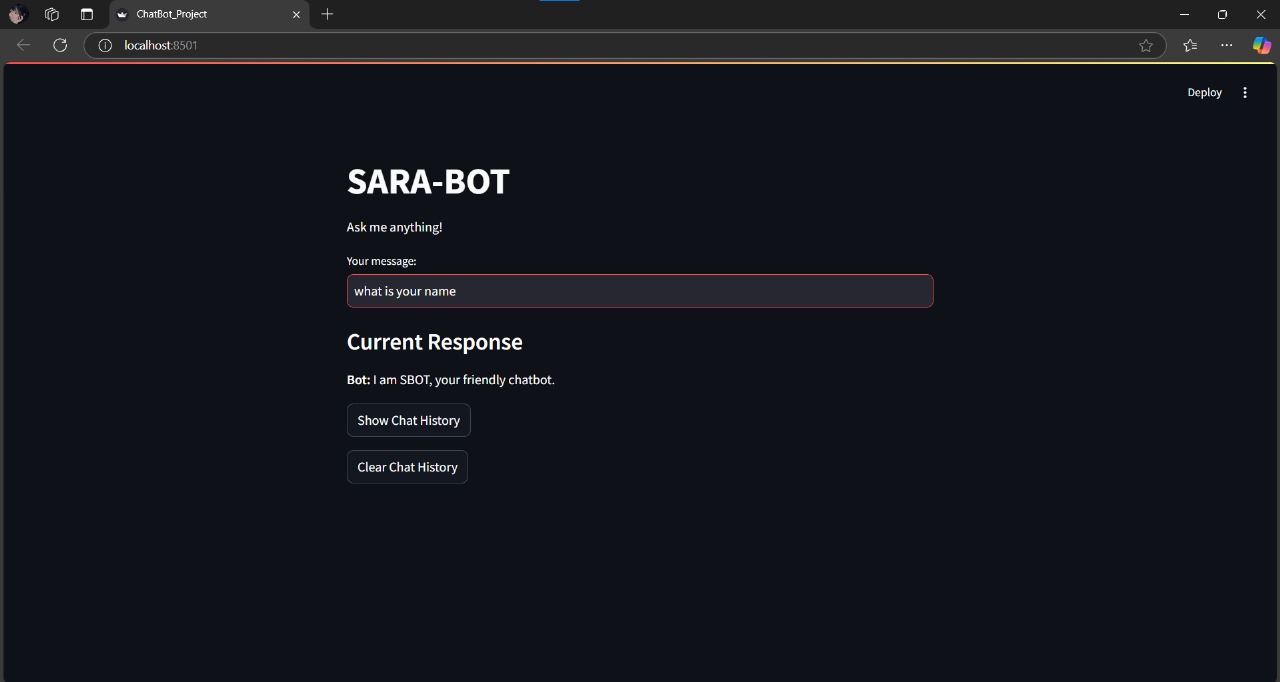 ChatBot_Project
localhost:8501
Deploy
SARA-BOT
Ask me anything!
Your message:
what is your name
Current Response
Bot: I am SBOT, your friendly chatbot.
Show Chat History
Clear Chat History